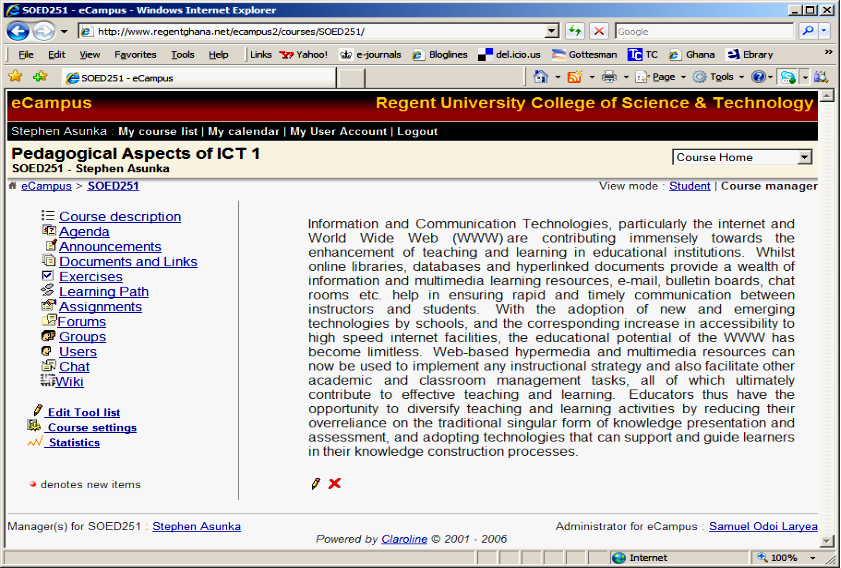 SOED251 - eCampus - Windows Internet Explorer
http://www.regentghana.net/ecampus2/courses/SOED251/
Google
File Edit View Favorites Tools Help Links Yahoo! e-journals Bloglines del.icio.us Gottesman TC Ghana Ebrary »
SOED251 - eCampus Page Tools
eCampus Regent University College of Science & Technology
Stephen Asunka : My course list | My calendar | My User Account | Logout
Pedagogical Aspects of ICT 1
SOED251 - Stephen Asunka
Course Home
eCampus > SOED251 View mode : Student | Course manager
Course description
Agenda
Announcements
Documents and Links
Exercises
Learning Path
Assignments
Forums
Groups
Users
Chat
Wiki
Edit Tool list
Course settings
Statistics
denotes new items
Information and Communication Technologies, particularly the internet and
World Wide Web (WWW) are contributing immensely towards the
enhancement of teaching and learning in educational institutions. Whilst
online libraries, databases and hyperlinked documents provide a wealth of
information and multimedia learning resources, e-mail, bulletin boards, chat
rooms etc. help in ensuring rapid and timely communication between
instructors and students. With the adoption of new and emerging
technologies by schools, and the corresponding increase in accessibility to
high speed internet facilities, the educational potential of the WWW has
become limitless. Web-based hypermedia and multimedia resources can
now be used to implement any instructional strategy and also facilitate other
academic and classroom management tasks, all of which ultimately
contribute to effective teaching and learning. Educators thus have the
opportunity to diversify teaching and learning activities by reducing their
overreliance on the traditional singular form of knowledge presentation and
assessment, and adopting technologies that can support and guide learners
in their knowledge construction processes.
Manager(s) for SOED251 : Stephen Asunka Administrator for eCampus : Samuel Odoi Laryea
Powered by Claroline © 2001 - 2006
Internet 100%